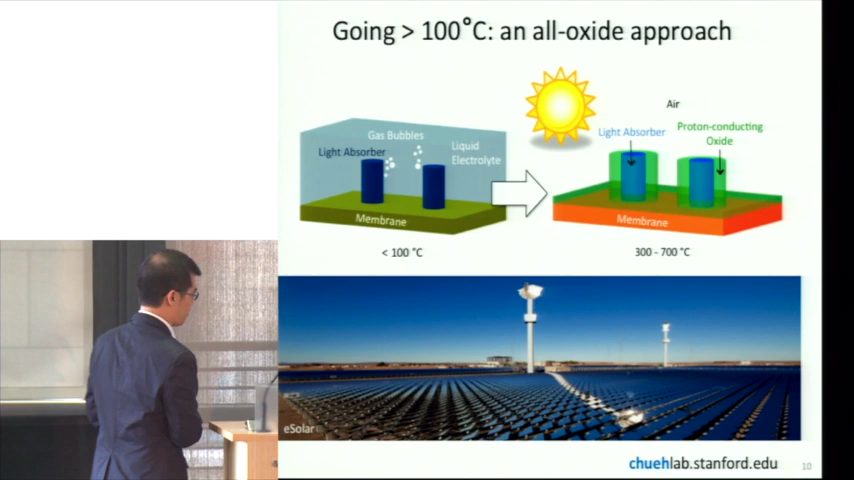 Going > 100°C: an all-oxide approach
Gas Bubbles
Light Absorber
Liquid
Electrolyte
Membrane
< 100 °C
Air
Light Absorber
Proton-conducting
Oxide
Membrane
300 - 700 °C
eSolar
chuehlab.stanford.edu
10